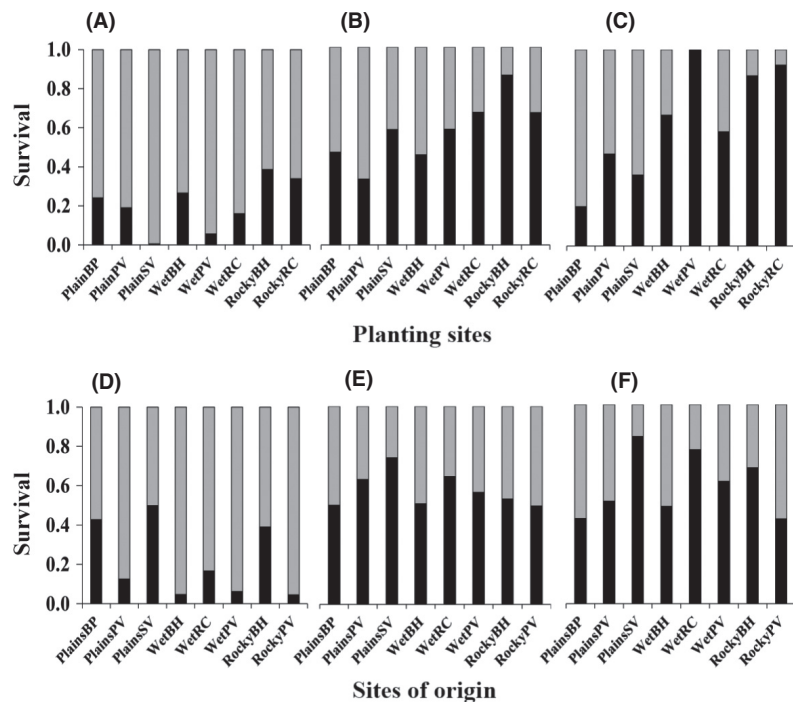 (A) (B) (C)
Survival
1.0
0.8
0.6
0.4
0.2
0.0
PlainBP
PlainPV
PlainSV
WetBH
WetPV
WetRC
RockyBH
RockyRC
PlainBP
PlainPV
PlainSV
WetBH
WetPV
WetRC
RockyBH
RockyRC
PlainBP
PlainPV
PlainSV
WetBH
WetPV
WetRC
RockyBH
RockyRC
Planting sites
(D) (E) (F)
Survival
1.0
0.8
0.6
0.4
0.2
0.0
PlainsBP
PlainsPV
PlainsSV
WetBH
WetRC
WetPV
RockyBH
RockyPV
PlainsBP
PlainsPV
PlainsSV
WetBH
WetRC
WetPV
RockyBH
RockyPV
PlainsBP
PlainsPV
PlainsSV
WetBH
WetRC
WetPV
RockyBH
RockyPV
Sites of origin